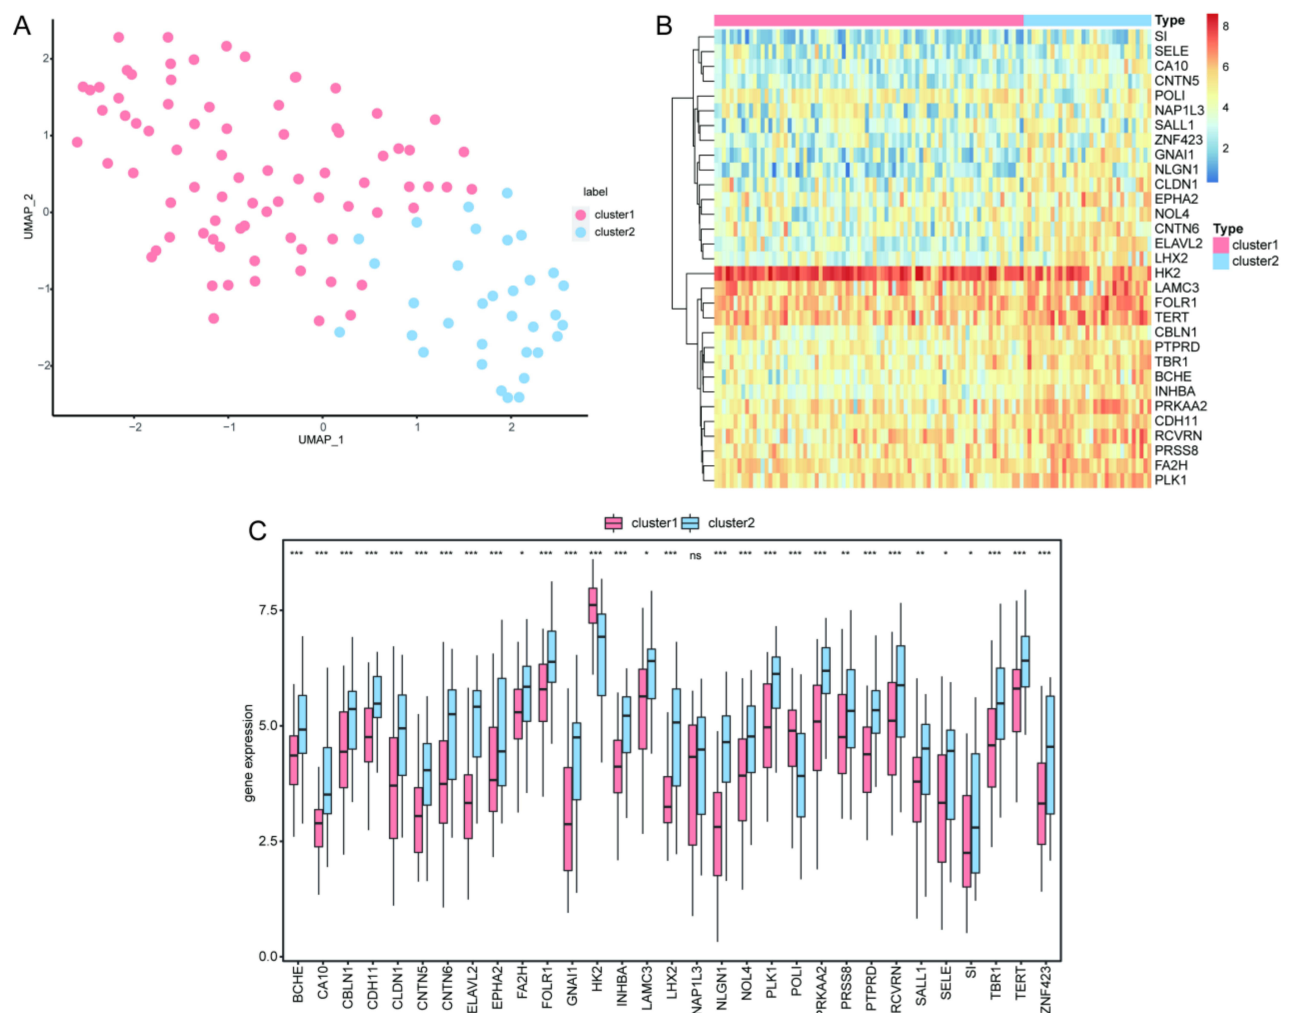 A
2
1
0
−1
−2
UMAP_2
−2
−1
0
1
2
UMAP_1
label
cluster1
cluster2
B
Type
8
6
4
2
SI
SELE
CA10
CNTN5
POLI
NAP1L3
SALL1
ZNF423
GNAI1
NLGN1
CLDN1
EPHA2
NOL4
CNTN6
ELAVL2
LHX2
HK2
LAMC3
FOLR1
TERT
CBLN1
PTPRD
TBR1
BCHE
INHBA
PRKAA2
CDH11
RCVRN
PRSS8
FA2H
PLK1
Type
cluster1
cluster2
C
cluster1
cluster2
*** *** *** *** *** *** *** *** *** * *** *** *** *** * *** ns *** *** *** *** *** ** *** *** ** * * *** *** ***
gene expression
7.5
5.0
2.5
0.0
BCHE
CA10
CBLN1
CDH11
CLDN1
CNTN5
CNTN6
ELAVL2
EPHA2
FA2H
FOLR1
GNAI1
HK2
INHBA
LAMC3
LHX2
NAP1L3
NLGN1
NOL4
PLK1
POLI
PRKAA2
PRSS8
PTPRD
RCVRN
SALL1
SELE
SI
TBR1
TERT
ZNF423